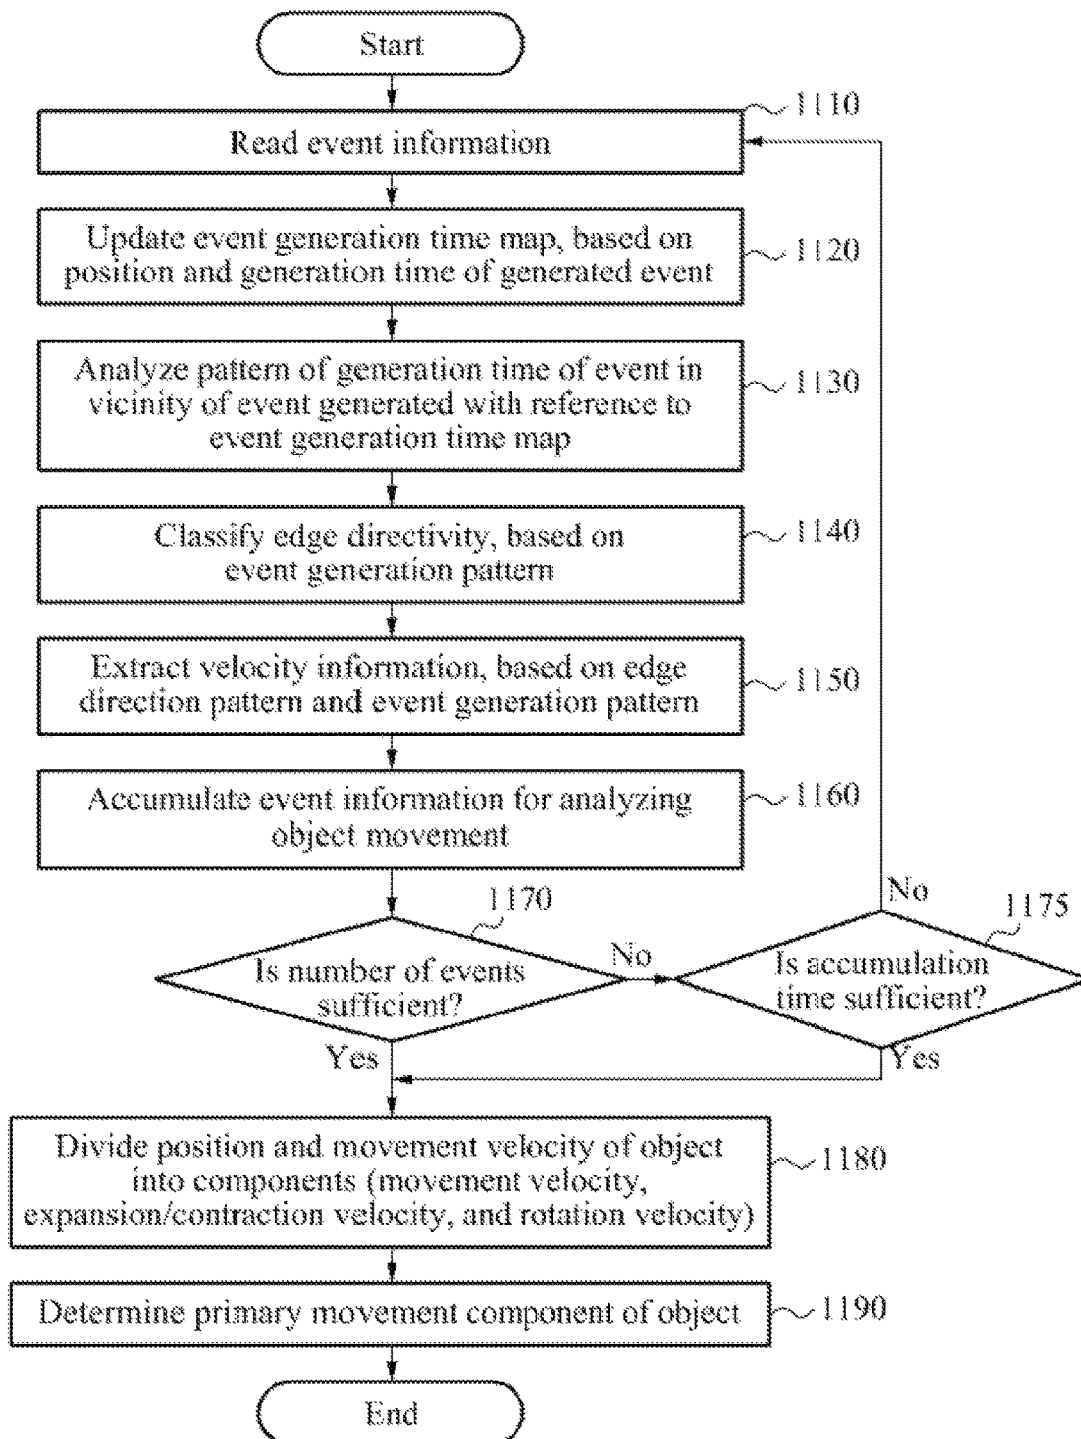 Start
1110
Read event information
Update event generation time map, based on
position and generation time of generated event
1120
Analyze pattern of generation time of event in
vicinity of event generated with reference to
event generation time map
1130
Classify edge directivity, based on
event generation pattern
1140
Extract velocity information, based on edge
direction pattern and event generation pattern
1150
Accumulate event information for analyzing
object movement
1160
1170
Is number of events
sufficient?
No
Yes
No
1175
Is accumulation
time sufficient?
Yes
Divide position and movement velocity of object
into components (movement velocity,
expansion/contraction velocity, and rotation velocity)
1180
Determine primary movement component of object
1190
End